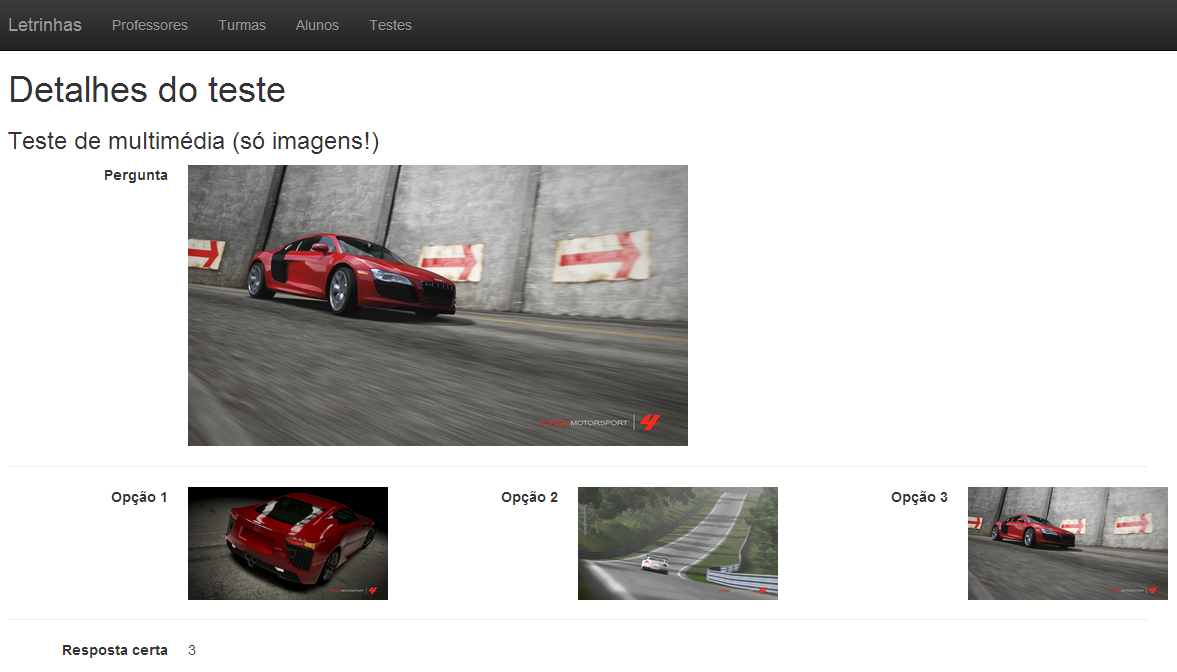 Letrinhas Professores Turmas Alunos Testes
Detalhes do teste
Teste de multimédia (só imagens!)
Pergunta
FORZA MOTORSPORT 4
Opção 1
Opção 2
Opção 3
Resposta certa 3